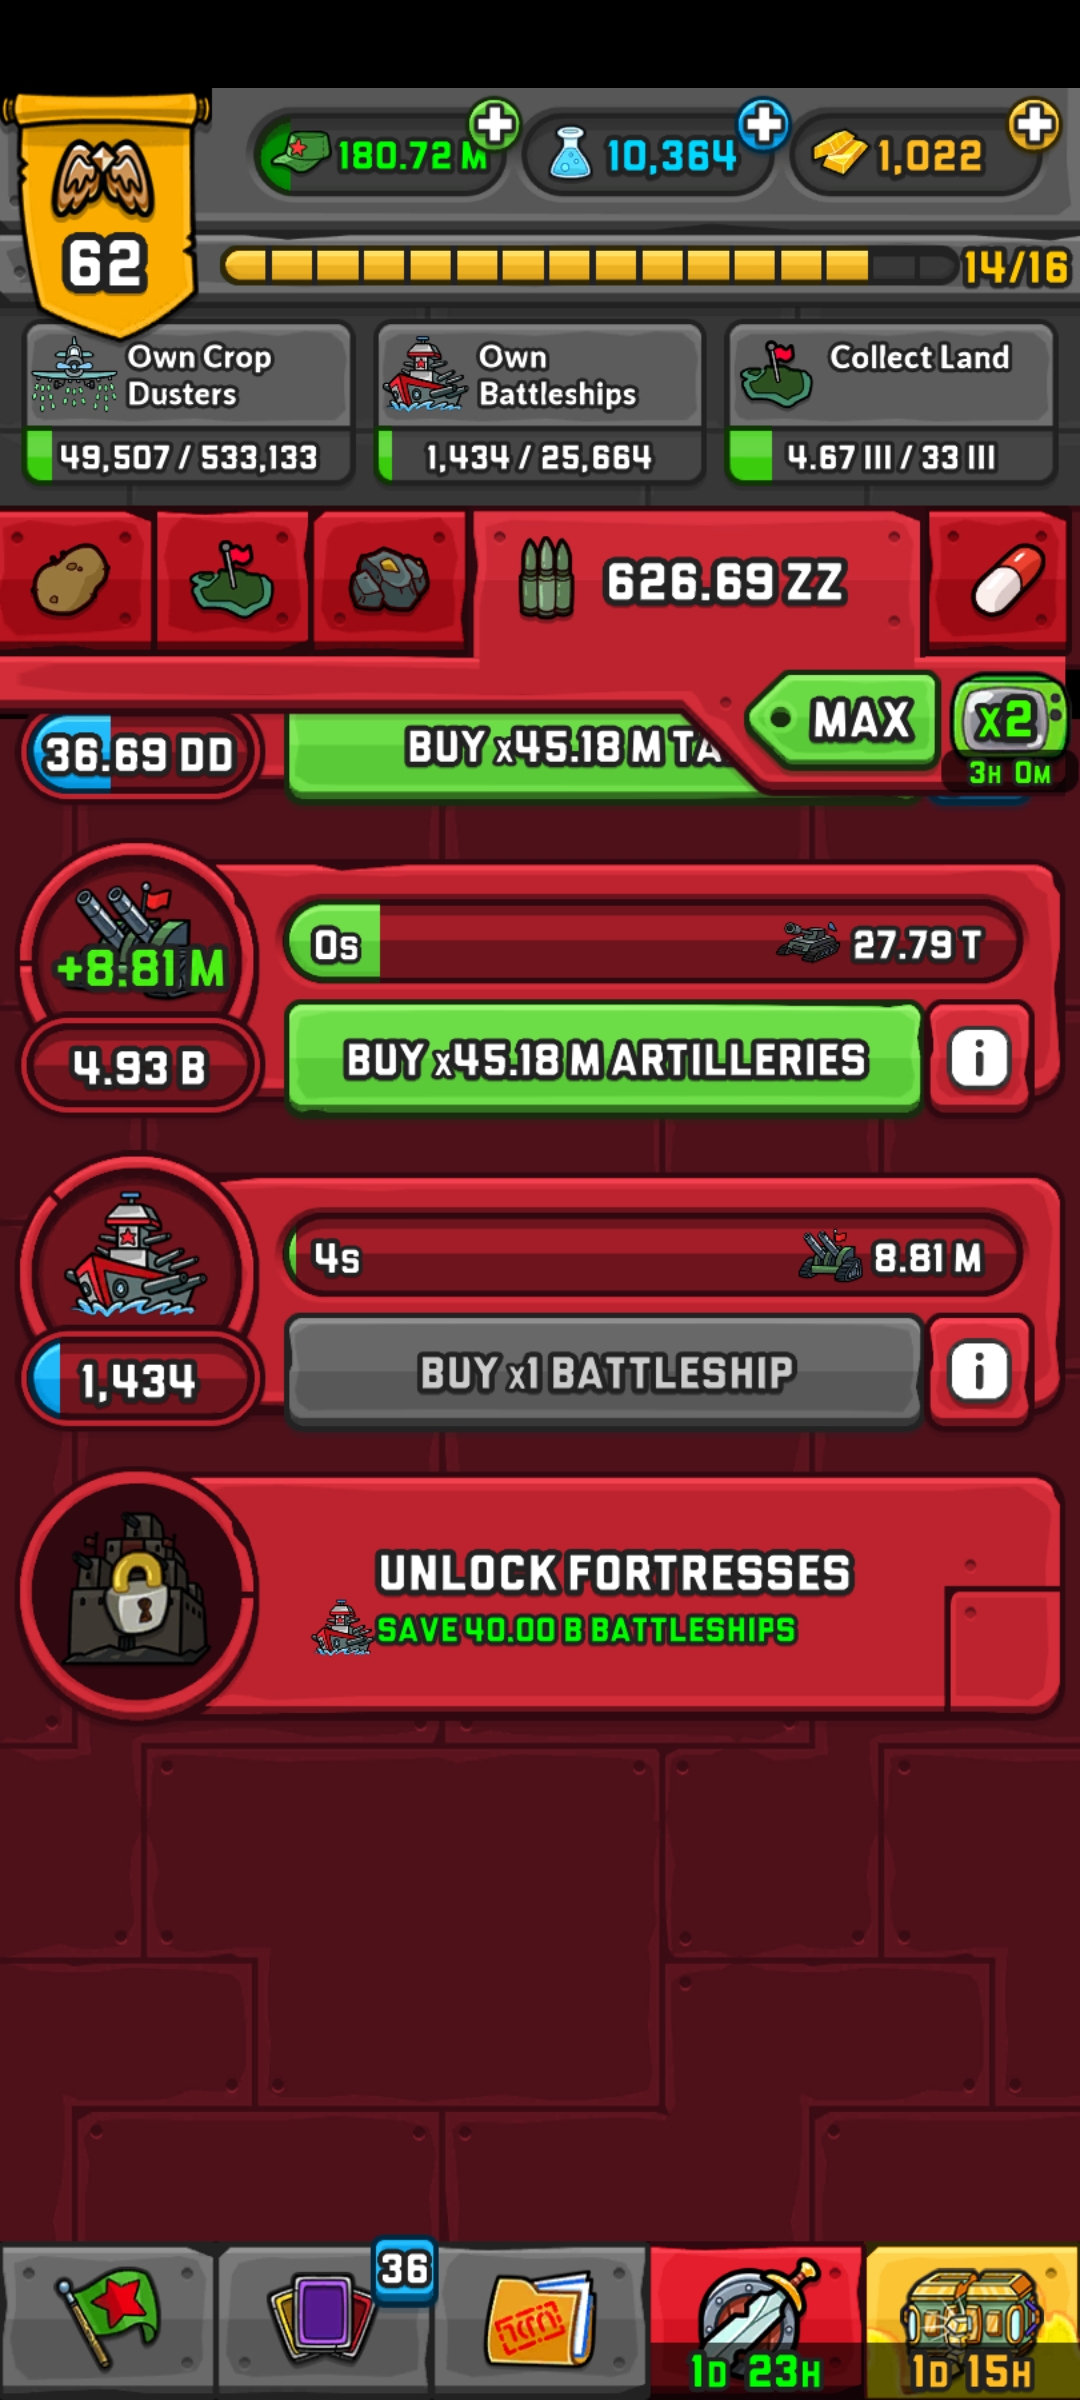 180.72 M
10,364
1,022
62
14/16
Own Crop
Dusters
49,507 / 533,133
Own
Battleships
1,434 / 25,664
Collect Land
4.67 III / 33 III
626.69 ZZ
MAX
x2
3H 0M
36.69 DD
BUY x45.18 M TA
+8.81 M
0s
27.79 T
4.93 B
BUY x45.18 M ARTILLERIES
i
4s
8.81 M
1,434
BUY x1 BATTLESHIP
i
UNLOCK FORTRESSES
SAVE 40.00 B BATTLESHIPS
36
1D 23H
1D 15H